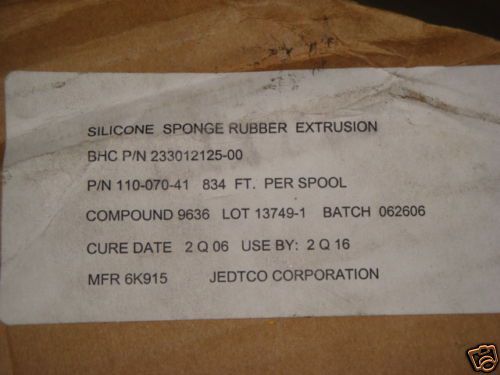 SILICONE SPONGE RUBBER EXTRUSION
BHC P/N 233012125-00
P/N 110-070-41 834 FT. PER SPOOL
COMPOUND 9636 LOT 13749-1 BATCH 062606
CURE DATE 2 Q 06 USE BY: 2 Q 16
MFR 6K915 JEDTCO CORPORATION